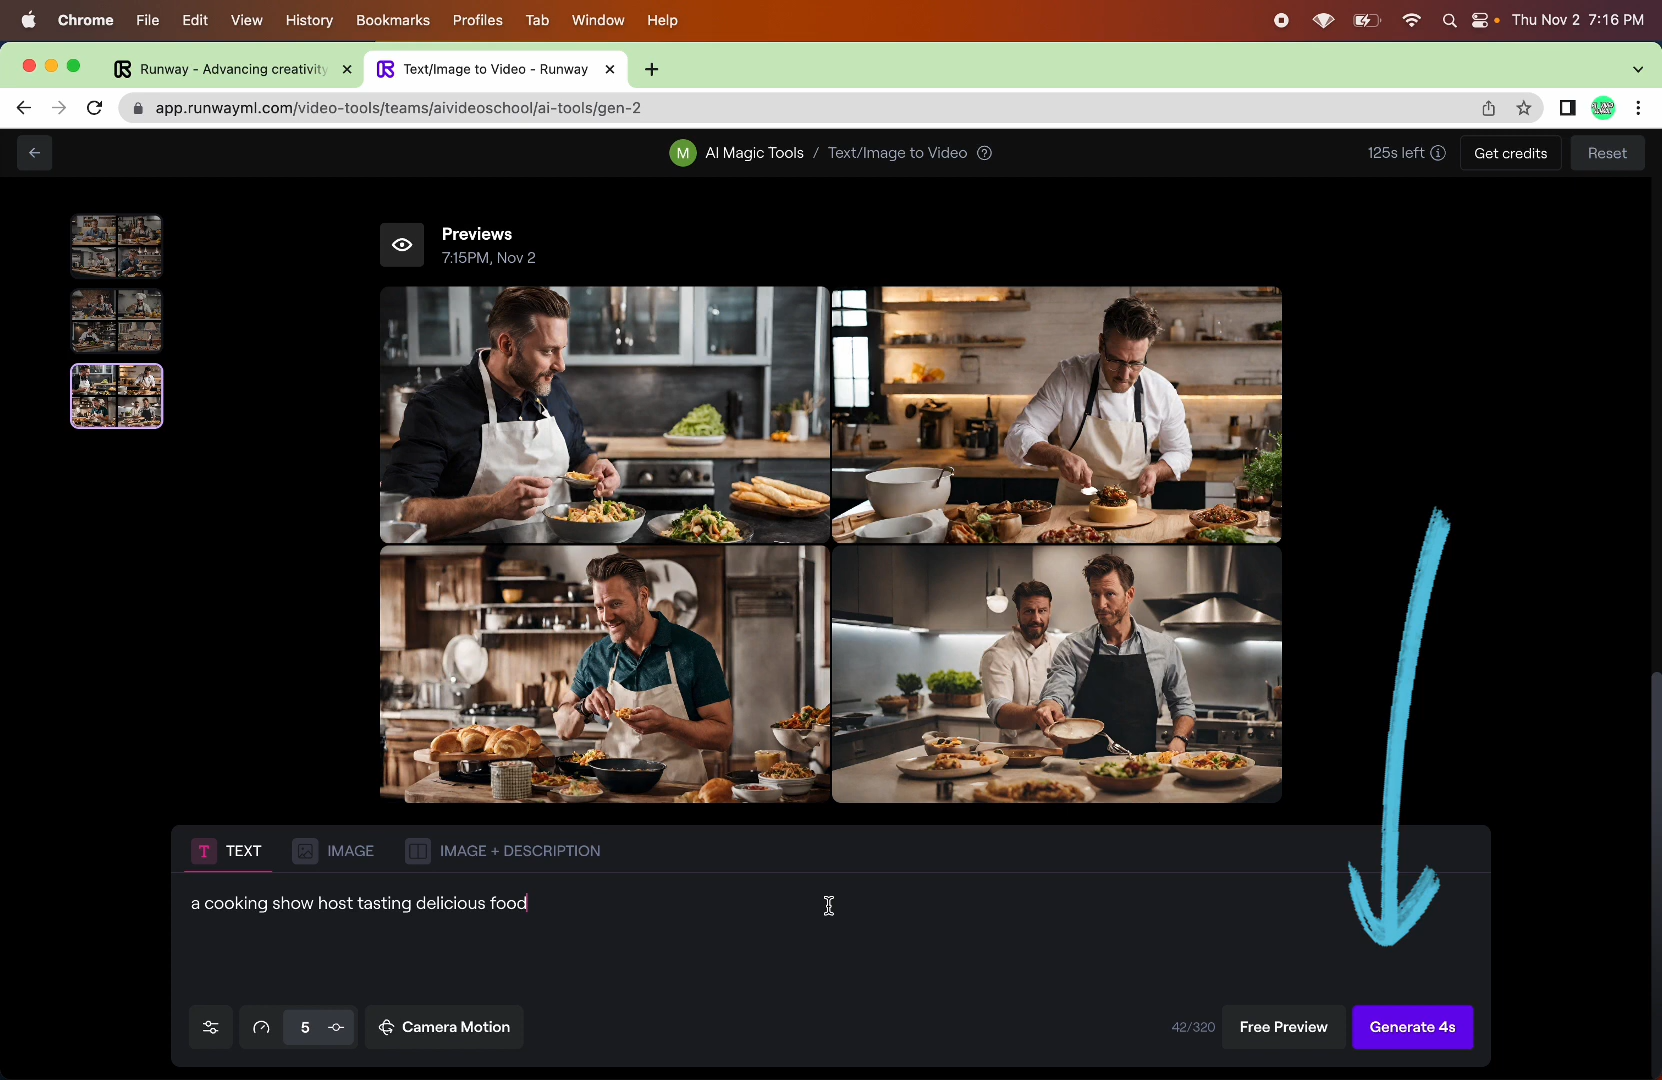 Chrome File Edit View History Bookmarks Profiles Tab Window Help Thu Nov 2 7:16 PM
Runway - Advancing creativity Text/Image to Video - Runway
app.runwayml.com/video-tools/teams/aivideoschool/ai-tools/gen-2
M AI Magic Tools / Text/Image to Video 125s left Get credits Reset
Previews
7:15PM, Nov 2
T TEXT IMAGE IMAGE + DESCRIPTION
a cooking show host tasting delicious food
5 Camera Motion 42/320 Free Preview Generate 4s